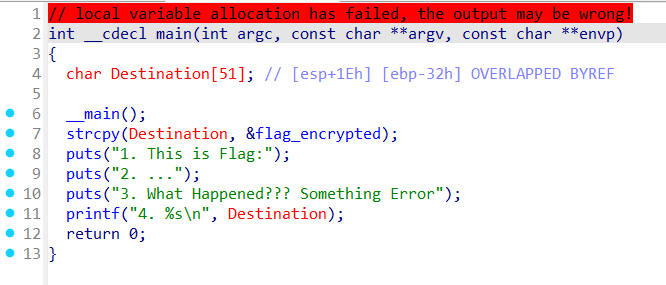 1 // local variable allocation has failed, the output may be wrong!
2 int __cdecl main(int argc, const char **argv, const char **envp)
3 {
4   char Destination[51]; // [esp+1Eh] [ebp-32h] OVERLAPPED BYREF
5
6   __main();
7   strcpy(Destination, &flag_encrypted);
8   puts("1. This is Flag:");
9   puts("2. ...");
10   puts("3. What Happened??? Something Error");
11   printf("4. %s\n", Destination);
12   return 0;
13 }